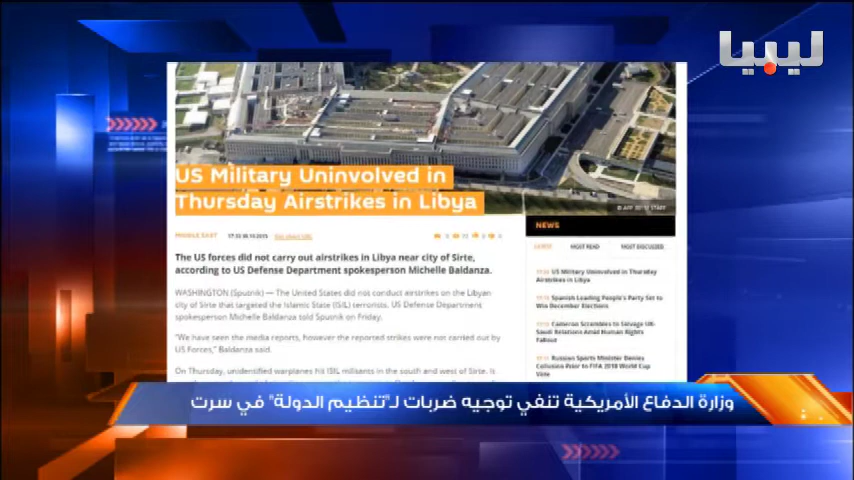 ليبيا
US Military Uninvolved in
Thursday Airstrikes in Libya
NEWS
MIDDLE EAST
MOST READ
MOST DISCUSSED
The US forces did not carry out airstrikes in Libya near city of Sirte,
according to US Defense Department spokesperson Michelle Baldanza.
WASHINGTON (Sputnik) — The United States did not conduct airstrikes on the Libyan
city of Sirte that targeted the Islamic State (ISIL) terrorists, US Defense Department
spokesperson Michelle Baldanza told Sputnik on Friday.
"We have seen the media reports, however the reported strikes were not carried out by
US Forces," Baldanza said.
On Thursday, unidentified warplanes hit ISIL militants in the south and west of Sirte. Is
US Military Uninvolved in Thursday
Airstrikes in Libya
Spanish Leading People's Party Set to
Win December Elections
Cameron Scrambles to Salvage UK-
Saudi Relations Amid Human Rights
Fallout
Russian Sports Minister Denies
Collusion Prior to FIFA 2018 World Cup
Vote
وزارة الدفاع الأمريكية تنفي توجيه ضربات لـ"تنظيم الدولة" في سرت